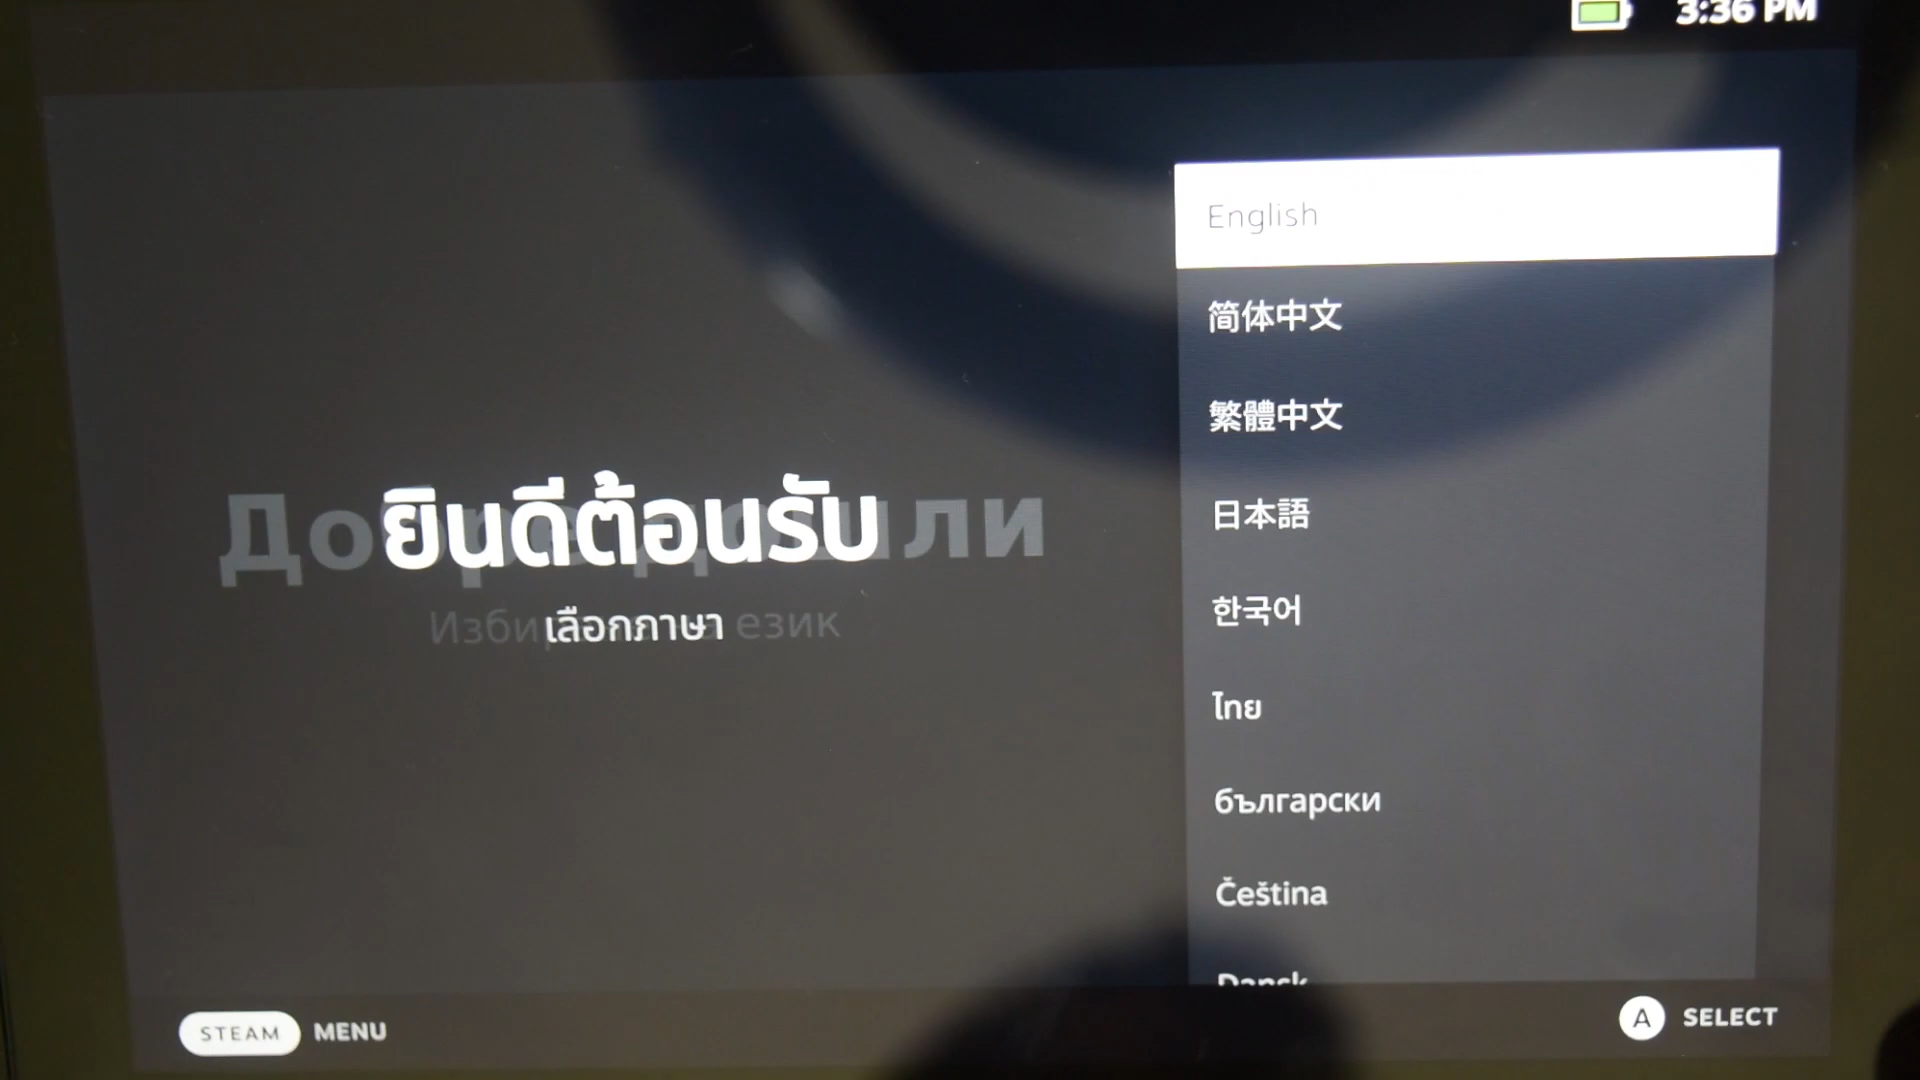 3:36 PM
ยินดีต้อนรับ
เลือกภาษา
English
简体中文
繁體中文
日本語
한국어
ไทย
български
Čeština
Dansk
STEAM MENU
A SELECT